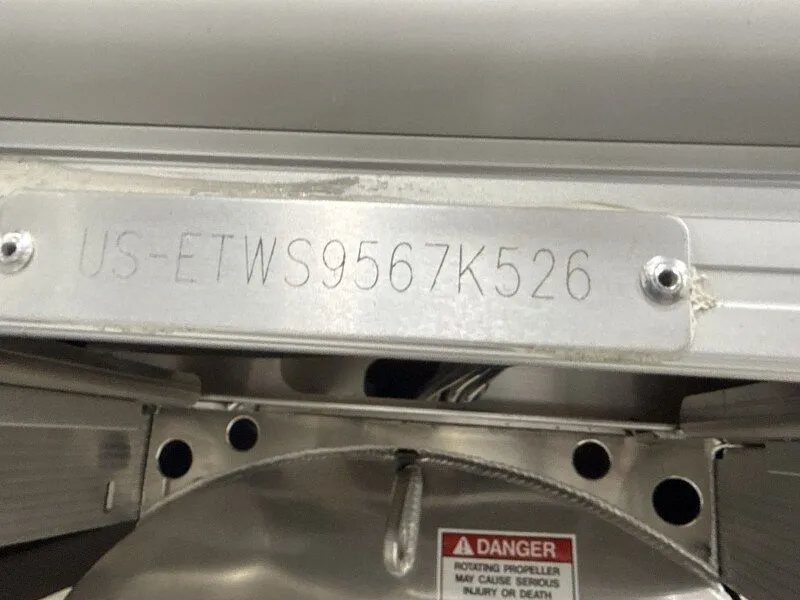 US-ETWS9567K526
DANGER
ROTATING PROPELLER
MAY CAUSE SERIOUS
INJURY OR DEATH